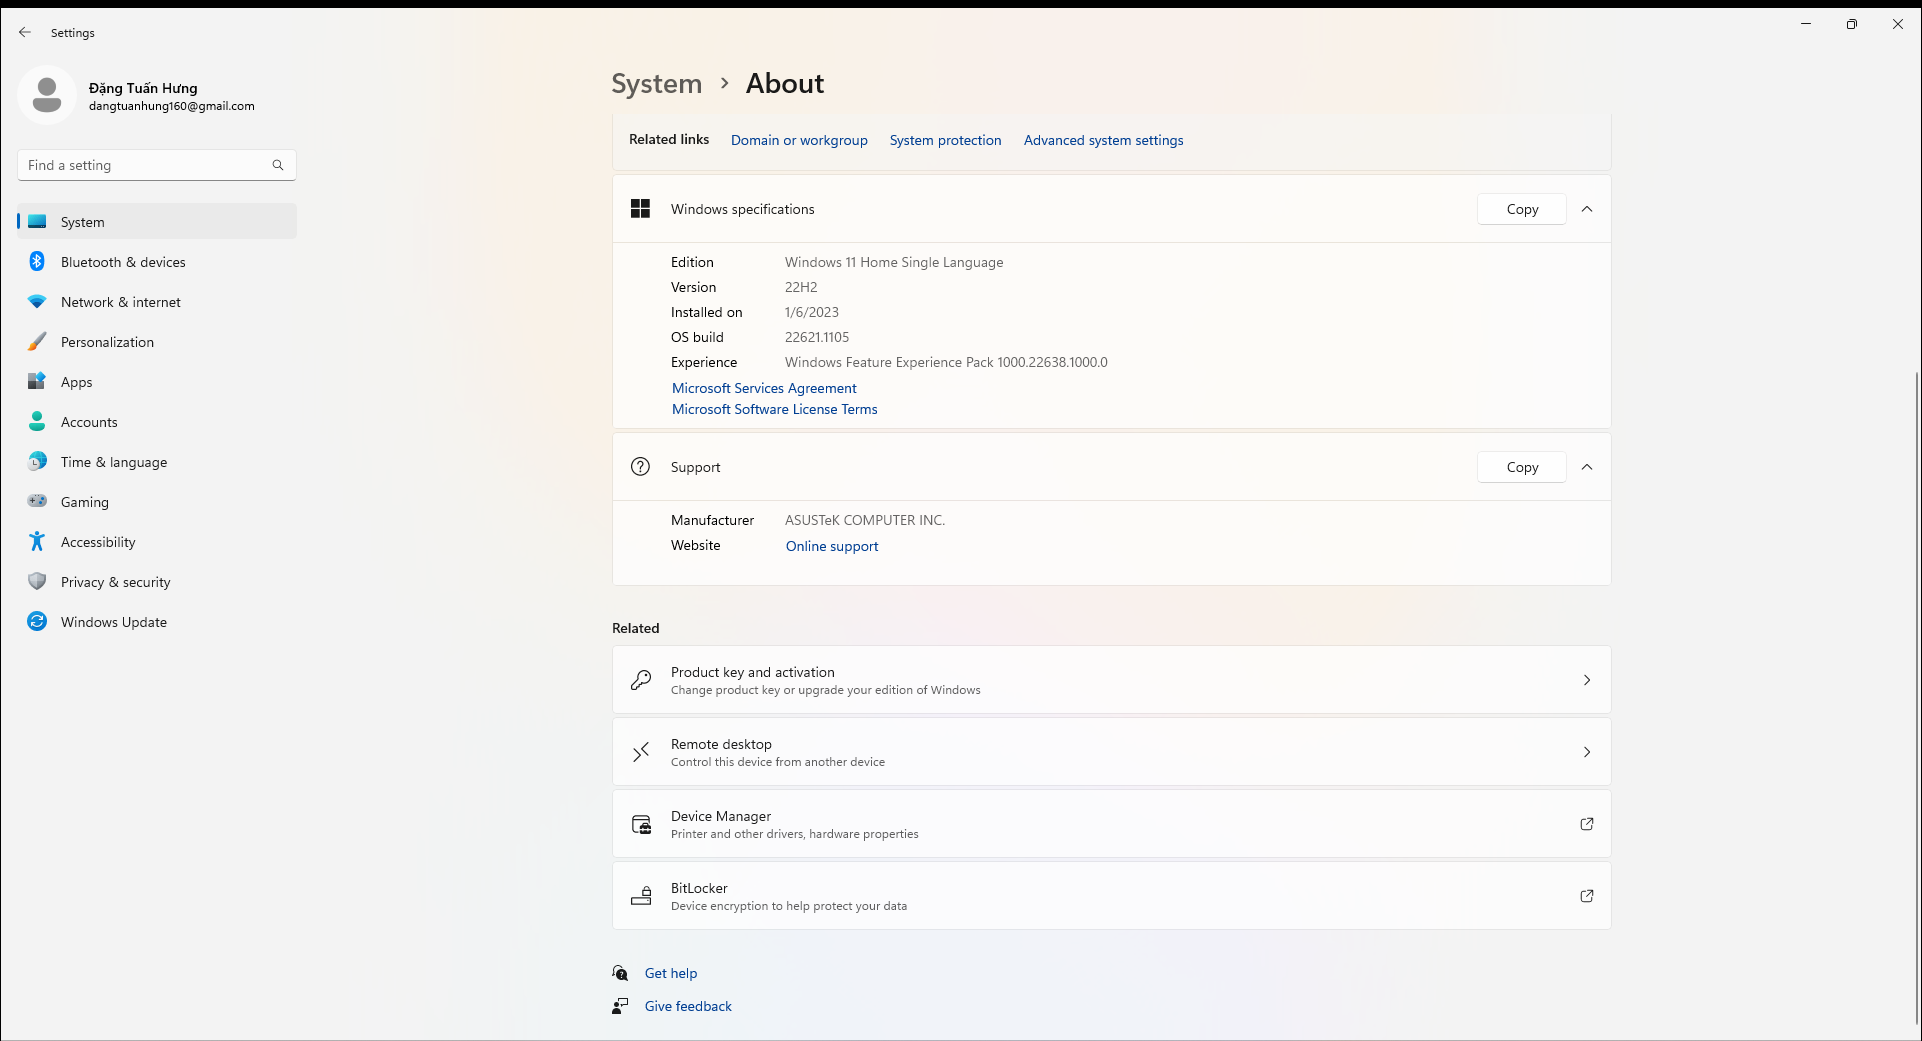 Settings
Đặng Tuấn Hưng
dangtuanhung160@gmail.com
Find a setting
System
Bluetooth & devices
Network & internet
Personalization
Apps
Accounts
Time & language
Gaming
Accessibility
Privacy & security
Windows Update
System > About
Related links Domain or workgroup System protection Advanced system settings
Windows specifications Copy
Edition Windows 11 Home Single Language
Version 22H2
Installed on 1/6/2023
OS build 22621.1105
Experience Windows Feature Experience Pack 1000.22638.1000.0
Microsoft Services Agreement
Microsoft Software License Terms
Support Copy
Manufacturer ASUSTeK COMPUTER INC.
Website Online support
Related
Product key and activation
Change product key or upgrade your edition of Windows
Remote desktop
Control this device from another device
Device Manager
Printer and other drivers, hardware properties
BitLocker
Device encryption to help protect your data
Get help
Give feedback